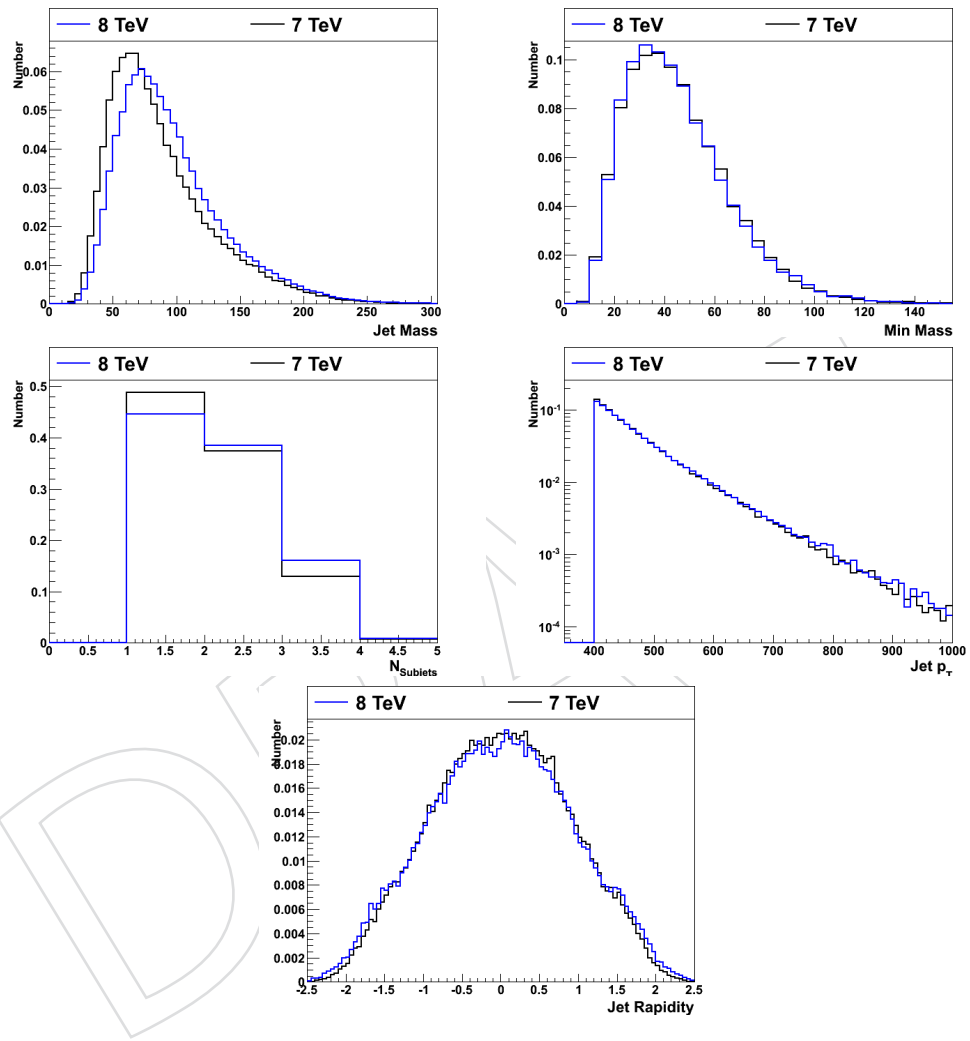 8 TeV
7 TeV
Number
0.06
0.05
0.04
0.03
0.02
0.01
0
0 50 100 150 200 250 300
Jet Mass
8 TeV
7 TeV
Number
0.1
0.08
0.06
0.04
0.02
0
0 20 40 60 80 100 120 140
Min Mass
8 TeV
7 TeV
Number
0.5
0.4
0.3
0.2
0.1
0
0 0.5 1 1.5 2 2.5 3 3.5 4 4.5 5
NSubjets
8 TeV
7 TeV
Number
10-1
10-2
10-3
10-4
400 500 600 700 800 900 1000
Jet pT
8 TeV
7 TeV
Number
0.02
0.018
0.016
0.014
0.012
0.01
0.008
0.006
0.004
0.002
0
-2.5 -2 -1.5 -1 -0.5 0 0.5 1 1.5 2 2.5
Jet Rapidity